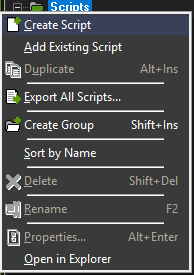 Scripts
Create Script
Add Existing Script
Duplicate Alt+Ins
Export All Scripts...
Create Group Shift+Ins
Sort by Name
Delete Shift+Del
Rename F2
Properties... Alt+Enter
Open in Explorer